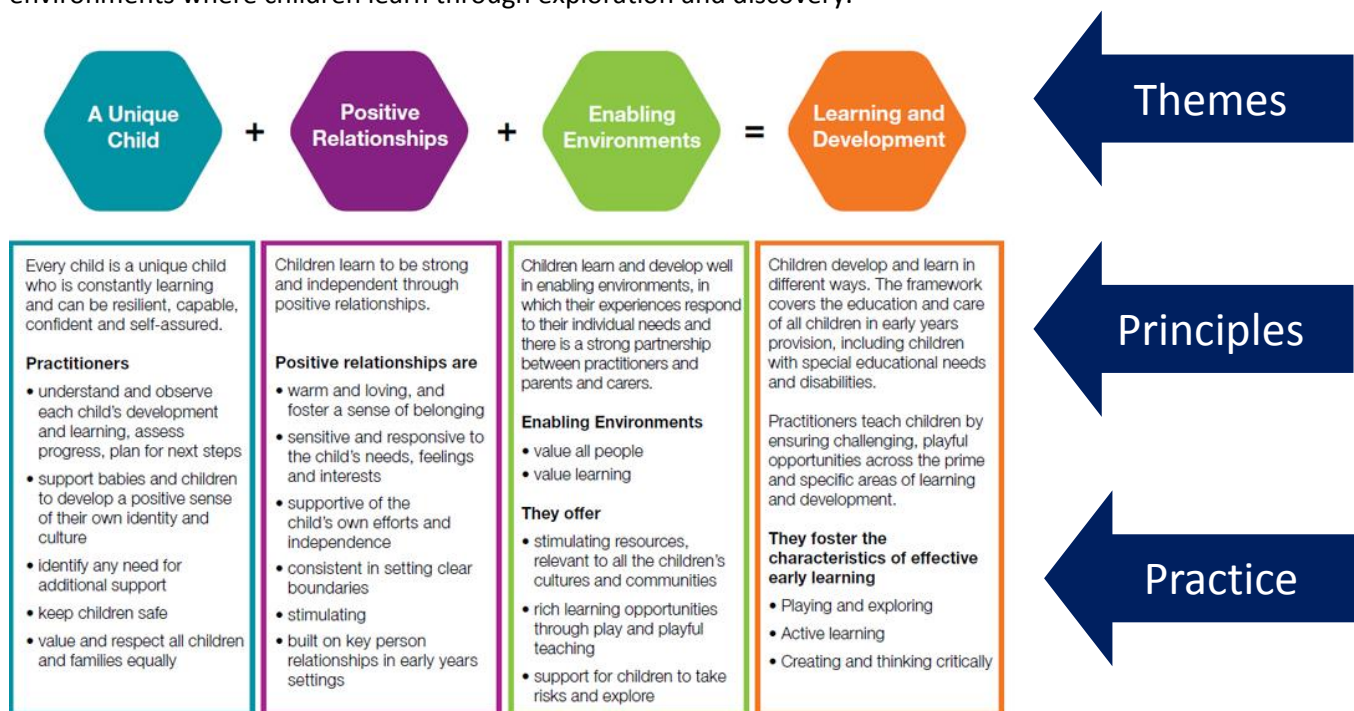 environments where children learn through exploration and discovery.
A Unique
Child
+
Positive
Relationships
+
Enabling
Environments
=
Learning and
Development
Themes
Every child is a unique child
who is constantly learning
and can be resilient, capable,
confident and self-assured.
Practitioners
• understand and observe
each child's development
and learning, assess
progress, plan for next steps
• support babies and children
to develop a positive sense
of their own identity and
culture
• identify any need for
additional support
• keep children safe
• value and respect all children
and families equally
Children learn to be strong
and independent through
positive relationships.
Positive relationships are
• warm and loving, and
foster a sense of belonging
• sensitive and responsive to
the child's needs, feelings
and interests
• supportive of the
child's own efforts and
independence
• consistent in setting clear
boundaries
• stimulating
• built on key person
relationships in early years
settings
Children learn and develop well
in enabling environments, in
which their experiences respond
to their individual needs and
there is a strong partnership
between practitioners and
parents and carers.
Enabling Environments
• value all people
• value learning
They offer
• stimulating resources,
relevant to all the children's
cultures and communities
• rich learning opportunities
through play and playful
teaching
• support for children to take
risks and explore
Children develop and learn in
different ways. The framework
covers the education and care
of all children in early years
provision, including children
with special educational needs
and disabilities.
Practitioners teach children by
ensuring challenging, playful
opportunities across the prime
and specific areas of learning
and development.
They foster the
characteristics of effective
early learning
• Playing and exploring
• Active learning
• Creating and thinking critically
Principles
Practice